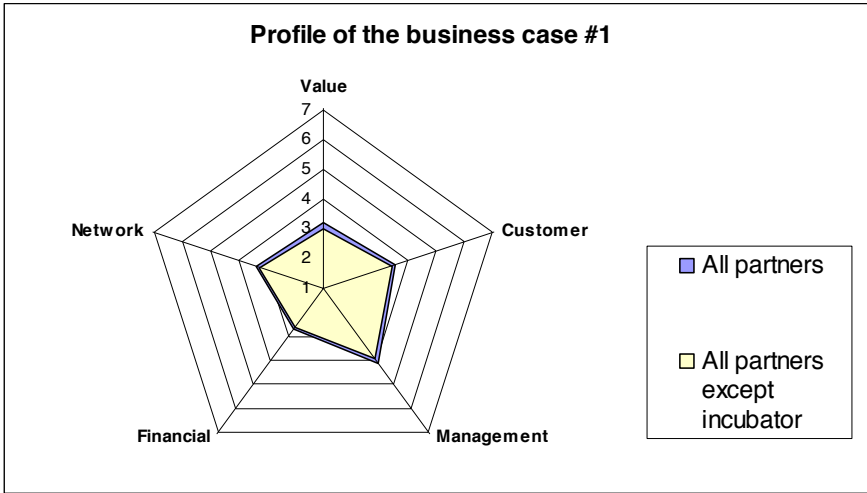 Profile of the business case #1
Value
7
6
5
4
3
2
1
Network
Customer
Financial
Management
All partners
All partners
except
incubator